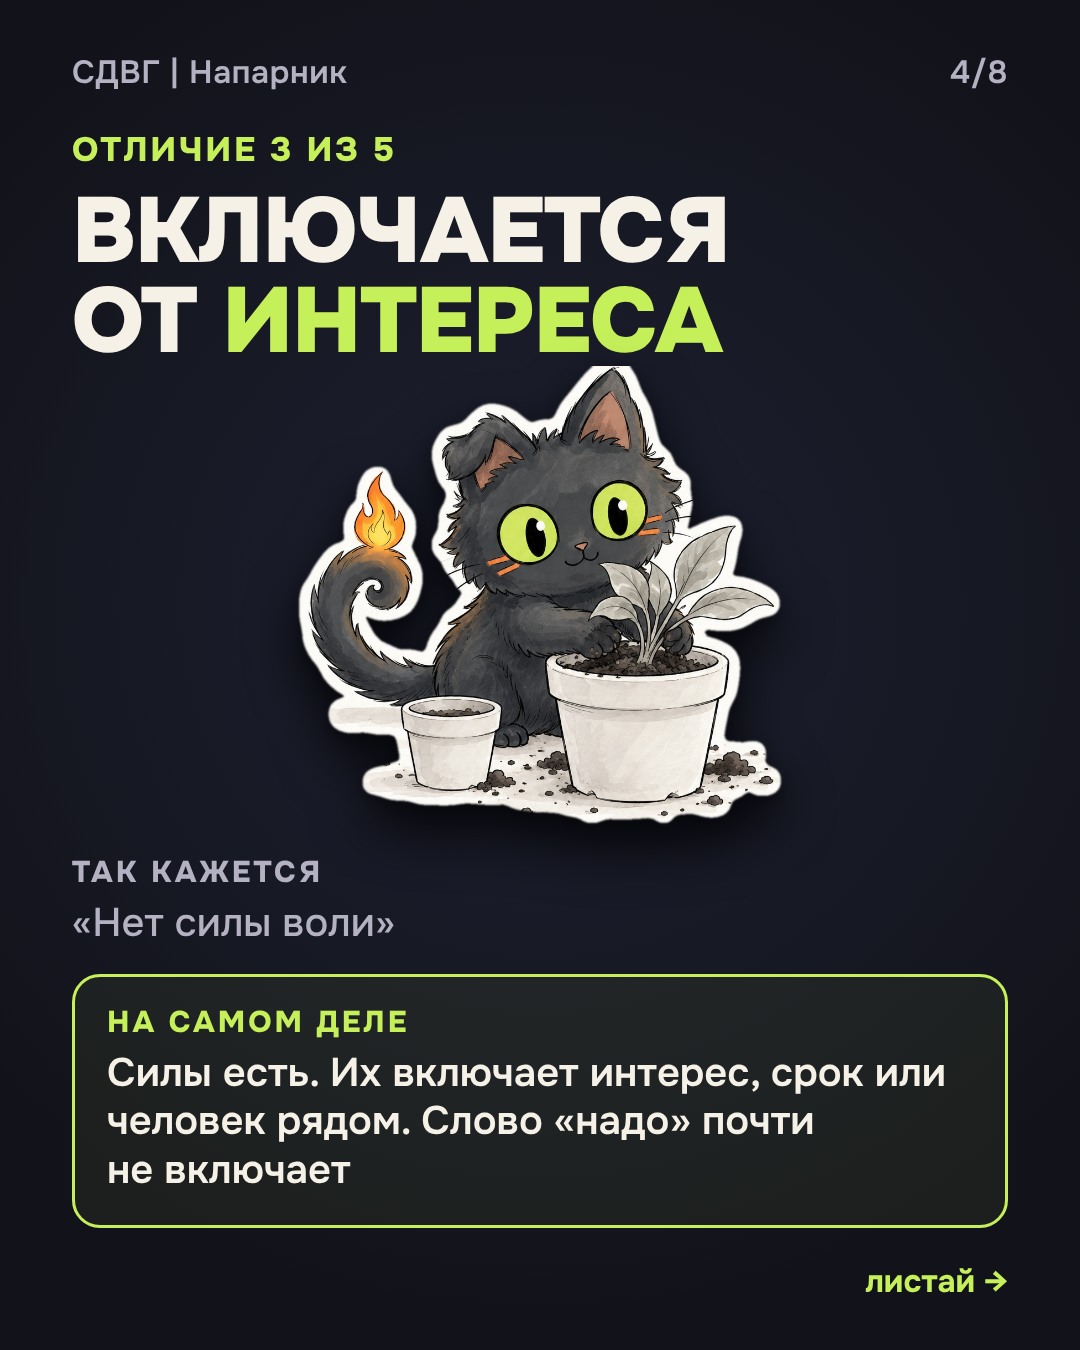 СДВГ | Напарник
4/8
ОТЛИЧИЕ 3 ИЗ 5
ВКЛЮЧАЕТСЯ
ОТ ИНТЕРЕСА
ТАК КАЖЕТСЯ
«Нет силы воли»
НА САМОМ ДЕЛЕ
Силы есть. Их включает интерес, срок или
человек рядом. Слово «надо» почти
не включает
листай →